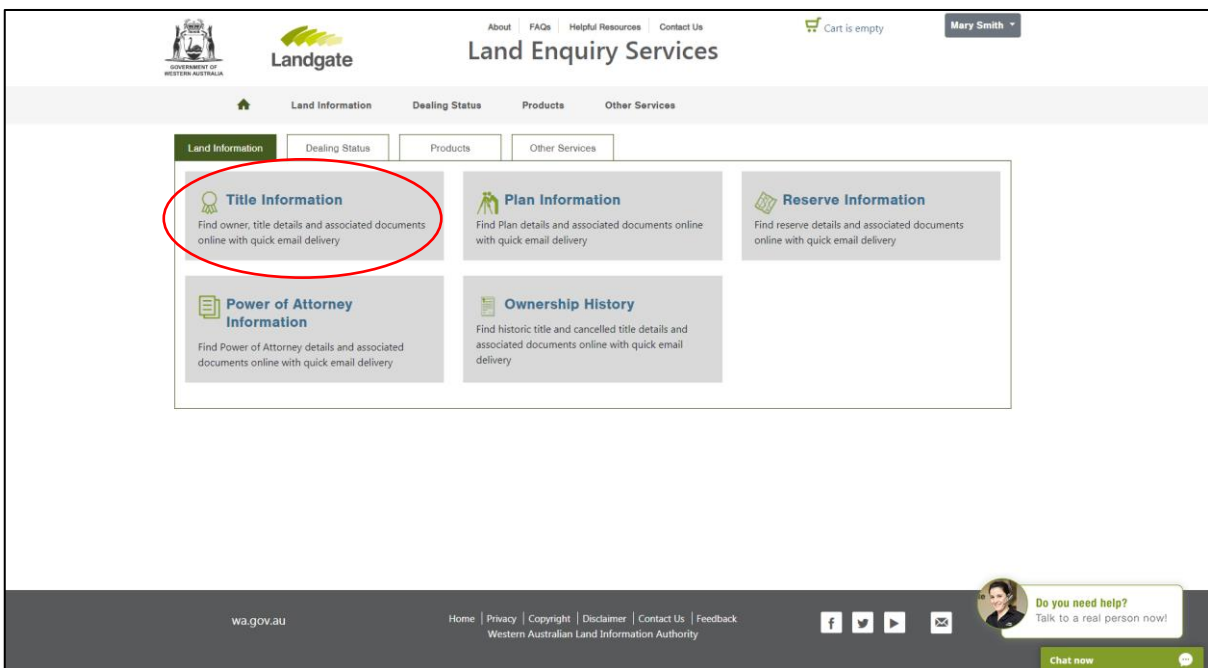 GOVERNMENT OF
WESTERN AUSTRALIA
Landgate
About FAQs Helpful Resources Contact Us
Land Enquiry Services
Cart is empty
Mary Smith
Land Information Dealing Status Products Other Services
Land Information Dealing Status Products Other Services
Title Information
Find owner, title details and associated documents
online with quick email delivery
Plan Information
Find Plan details and associated documents online
with quick email delivery
Reserve Information
Find reserve details and associated documents
online with quick email delivery
Power of Attorney
Information
Find Power of Attorney details and associated
documents online with quick email delivery
Ownership History
Find historic title and cancelled title details and
associated documents online with quick email
delivery
wa.gov.au
Home | Privacy | Copyright | Disclaimer | Contact Us | Feedback
Western Australian Land Information Authority
Do you need help?
Talk to a real person now!
Chat now